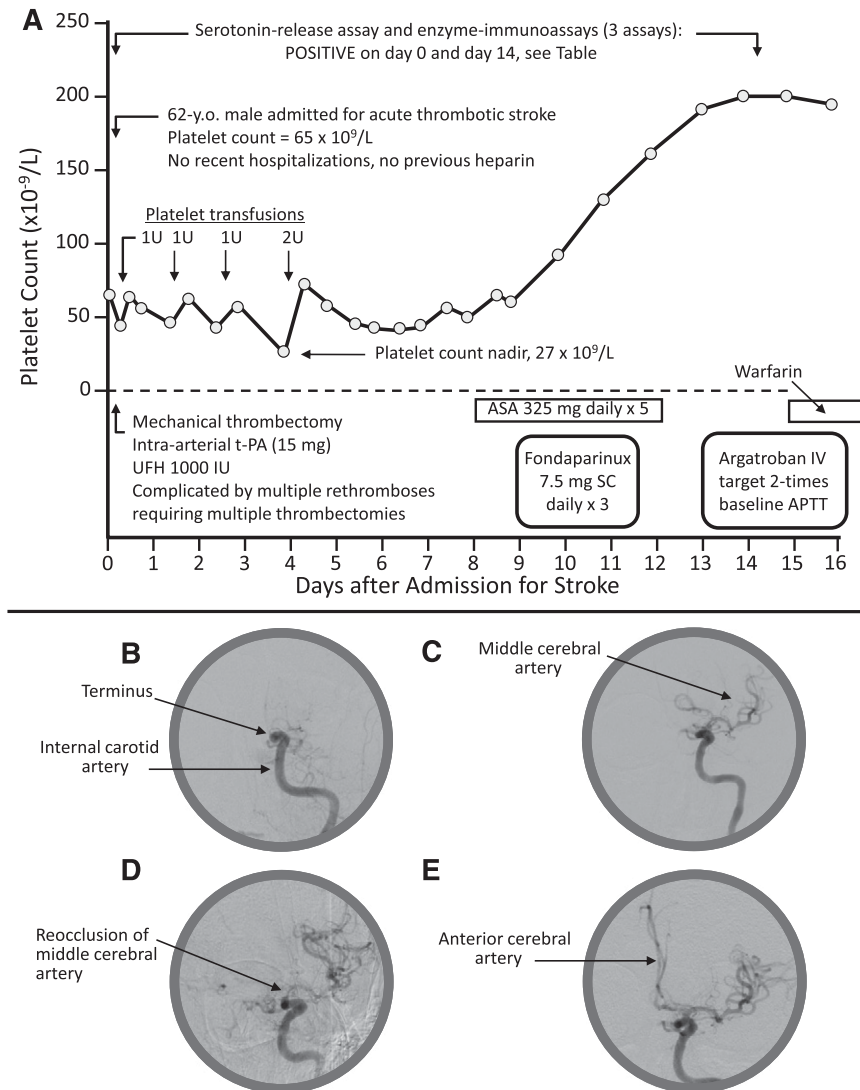 A
250
200
150
100
50
0
Platelet Count (x10⁻⁹/L)
Serotonin-release assay and enzyme-immunoassays (3 assays):
POSITIVE on day 0 and day 14, see Table
62-y.o. male admitted for acute thrombotic stroke
Platelet count = 65 x 10⁹/L
No recent hospitalizations, no previous heparin
Platelet transfusions
1U 1U 1U 2U
Platelet count nadir, 27 x 10⁹/L
Warfarin
ASA 325 mg daily x 5
Mechanical thrombectomy
Intra-arterial t-PA (15 mg)
UFH 1000 IU
Complicated by multiple rethromboses
requiring multiple thrombectomies
Fondaparinux
7.5 mg SC
daily x 3
Argatroban IV
target 2-times
baseline APTT
0 1 2 3 4 5 6 7 8 9 10 11 12 13 14 15 16
Days after Admission for Stroke
B
Terminus
Internal carotid
artery
C
Middle cerebral
artery
D
Reocclusion of
middle cerebral
artery
E
Anterior cerebral
artery